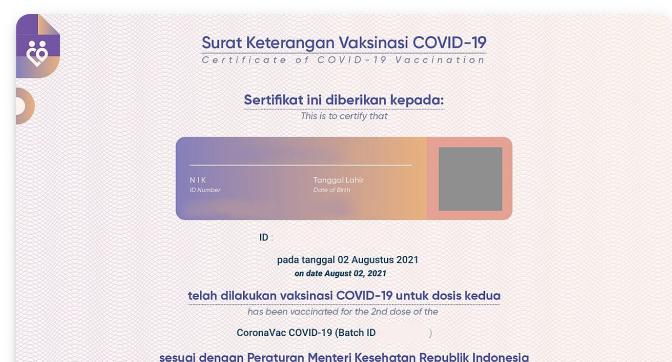 Surat Keterangan Vaksinasi COVID-19
Certificate of COVID-19 Vaccination
Sertifikat ini diberikan kepada:
This is to certify that
NIK Tanggal Lahir
ID Number Date of Birth
ID :
pada tanggal 02 Augustus 2021
on date August 02, 2021
telah dilakukan vaksinasi COVID-19 untuk dosis kedua
has been vaccinated for the 2nd dose of the
CoronaVac COVID-19 (Batch ID )
sesuai dengan Peraturan Menteri Kesehatan Republik Indonesia